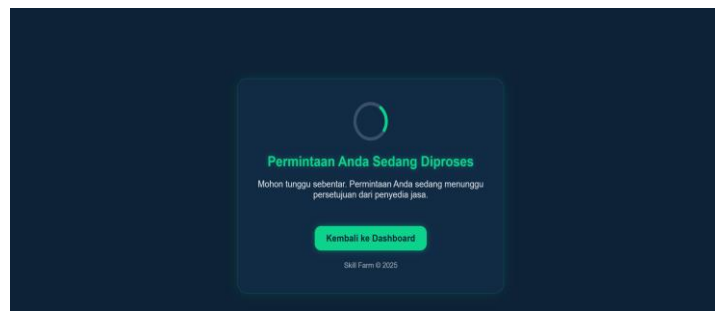 Permintaan Anda Sedang Diproses
Mohon tunggu sebentar. Permintaan Anda sedang menunggu
persetujuan dari penyedia jasa.
Kembali ke Dashboard
Skill Farm © 2025